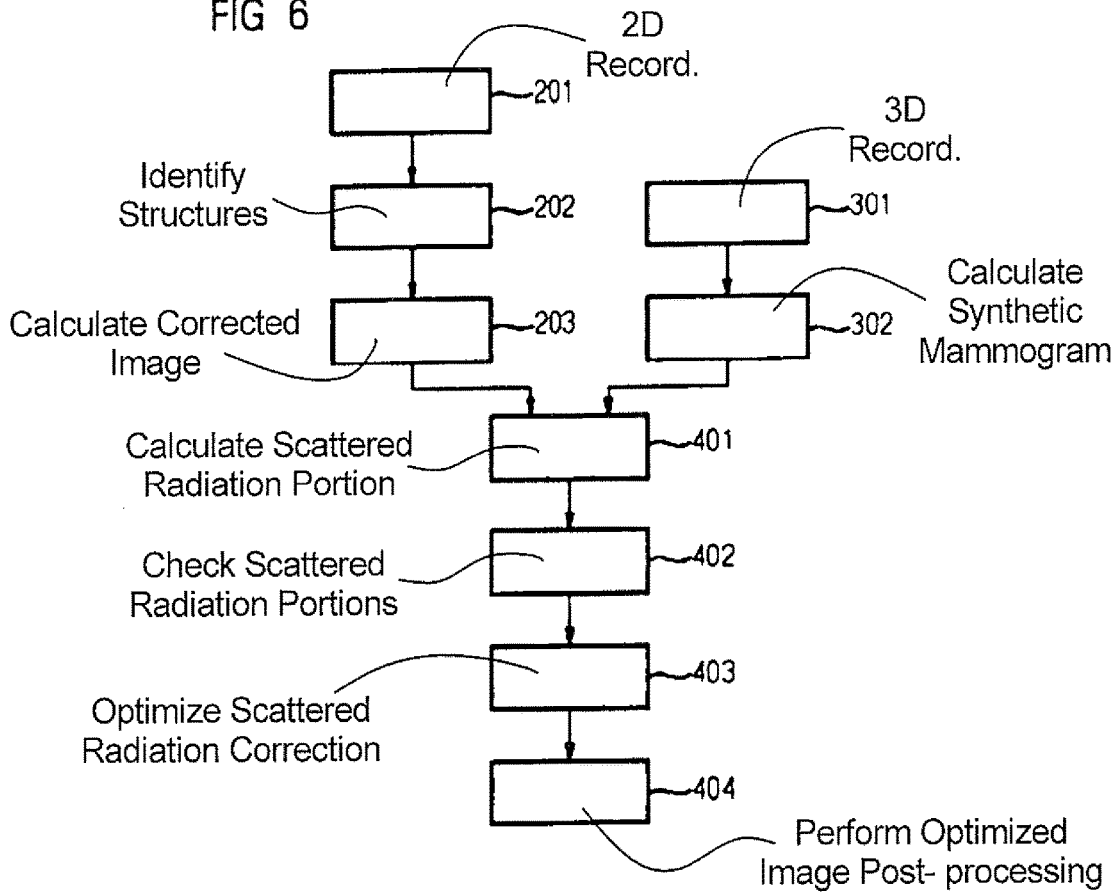 FIG 6
2D
Record.
201
3D
Record.
Identify
Structures
202
301
Calculate
Synthetic
Mammogram
Calculate Corrected
Image
203
302
Calculate Scattered
Radiation Portion
401
Check Scattered
Radiation Portions
402
403
Optimize Scattered
Radiation Correction
404
Perform Optimized
Image Post- processing